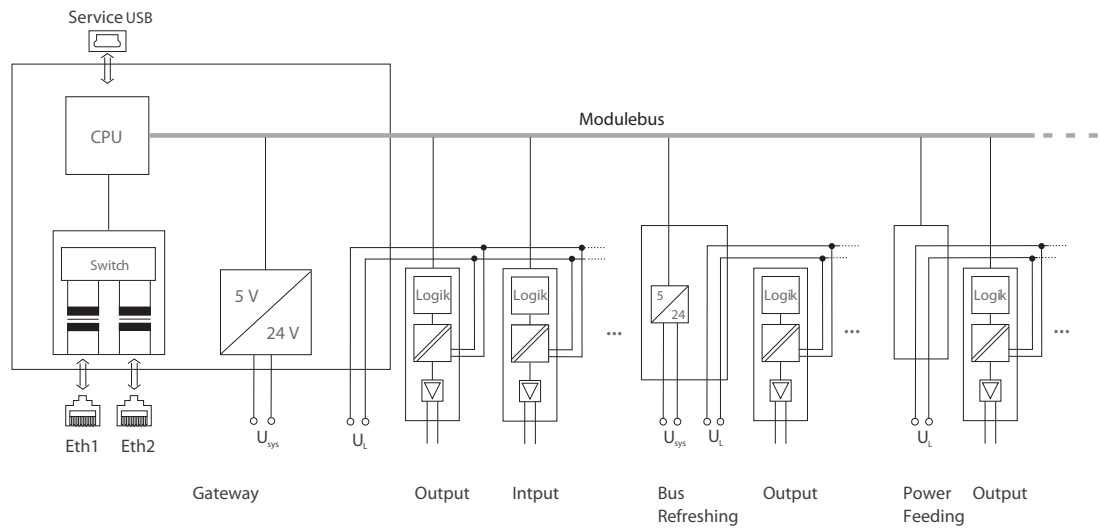 Service USB
CPU
Modulebus
Switch
5 V
24 V
Logik
Logik
5
24
Logik
Logik
...
...
...
Eth1
Eth2
Usys
UL
Usys
UL
UL
Gateway
Output
Intput
Bus
Refreshing
Output
Power
Feeding
Output